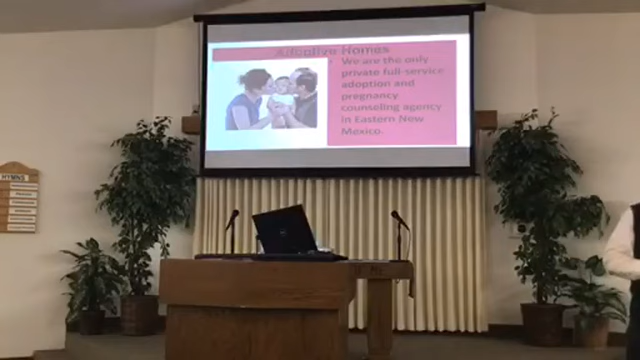 Adoptive Homes
We are the only
private full-service
adoption and
pregnancy
counseling agency
in Eastern New
Mexico.
HYMNS